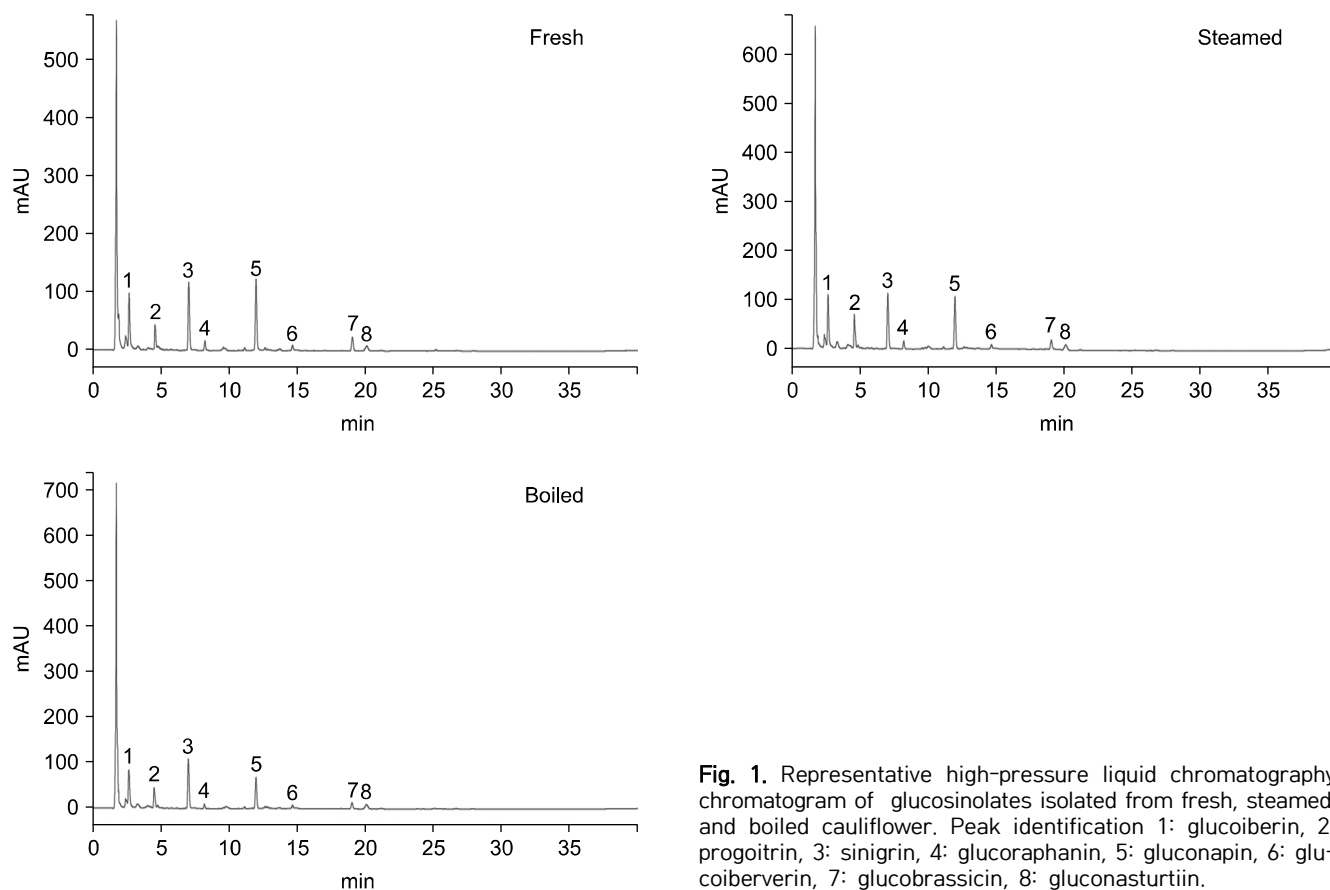 Fresh
500
400
300
200
100
0
mAU
1
2
3
4
5
6
7
8
0 5 10 15 20 25 30 35
min
Steamed
600
500
400
300
200
100
0
mAU
1
2
3
4
5
6
7
8
0 5 10 15 20 25 30 35
min
Boiled
700
600
500
400
300
200
100
0
mAU
1
2
3
4
5
6
7
8
0 5 10 15 20 25 30 35
min
Fig. 1. Representative high-pressure liquid chromatography
chromatogram of glucosinolates isolated from fresh, steamed
and boiled cauliflower. Peak identification 1: glucoiberin, 2
progoitrin, 3: sinigrin, 4: glucoraphanin, 5: gluconapin, 6: glu-
coiberverin, 7: glucobrassicin, 8: gluconasturtiin.